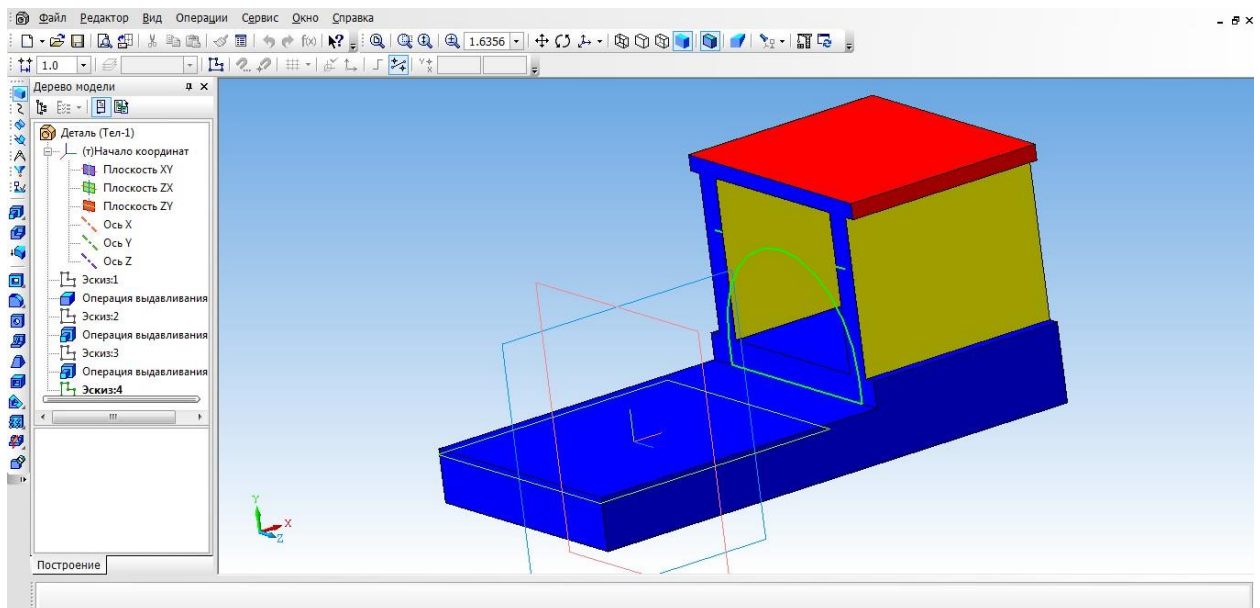 Файл Редактор Вид Операции Сервис Окно Справка
1.6356
1.0
Дерево модели
Деталь (Тел-1)
(т)Начало координат
Плоскость XY
Плоскость ZX
Плоскость ZY
Ось X
Ось Y
Ось Z
Эскиз:1
Операция выдавливания
Эскиз:2
Операция выдавливания
Эскиз:3
Операция выдавливания
Эскиз:4
Построение
Y
X
Z